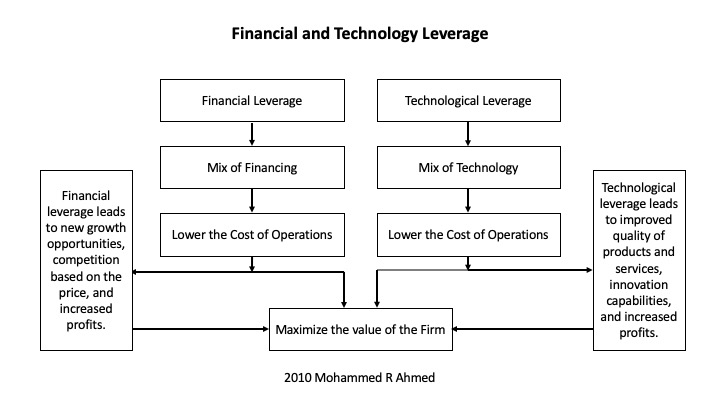 Financial and Technology Leverage
Financial Leverage
Technological Leverage
Mix of Financing
Mix of Technology
Lower the Cost of Operations
Lower the Cost of Operations
Financial
leverage leads
to new growth
opportunities,
competition
based on the
price, and
increased
profits.
Technological
leverage leads
to improved
quality of
products and
services,
innovation
capabilities,
and increased
profits.
Maximize the value of the Firm
2010 Mohammed R Ahmed